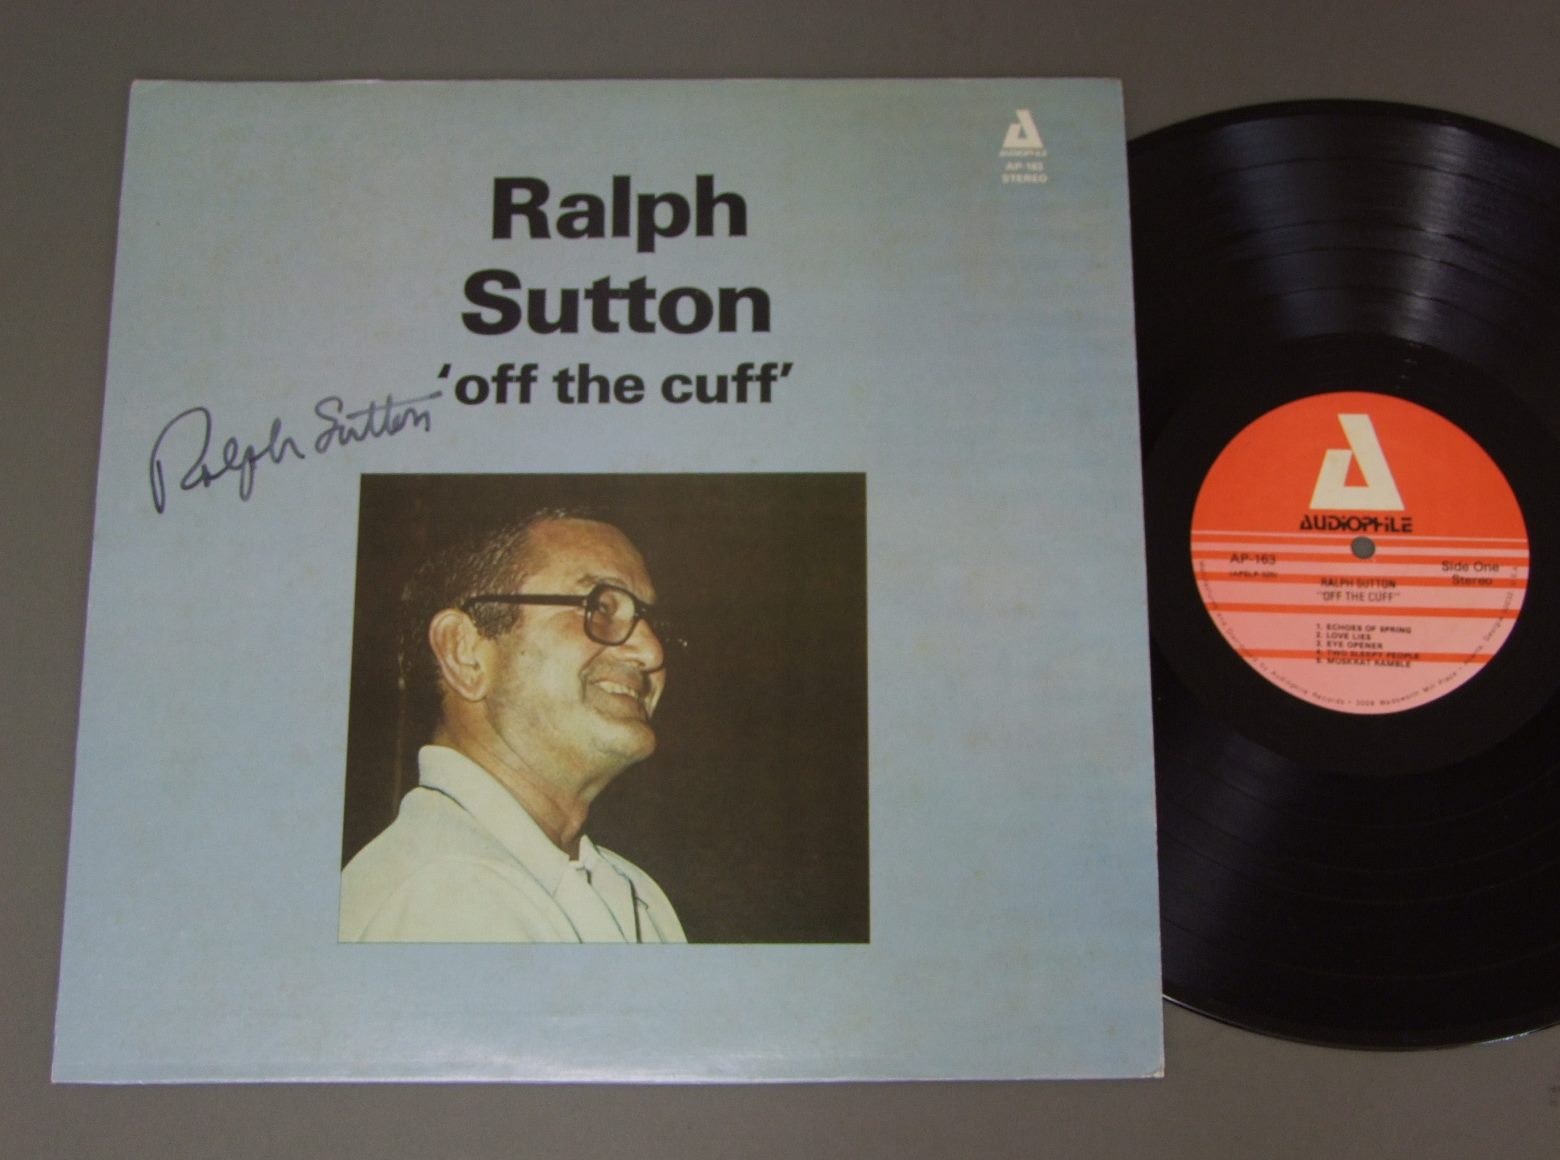 AUDIOPHILE
AP-163
STEREO
Ralph
Sutton
'off the cuff'
Ralph Sutton
AUDIOPHILE
AP-163
Side One
Stereo
RALPH SUTTON
"OFF THE CUFF"
1. ECHOES OF SPRING
2. LOVE LIES
3. EYE OPENER
4. TWO SLEEPY PEOPLE
5. MUSKRAT RAMBLE